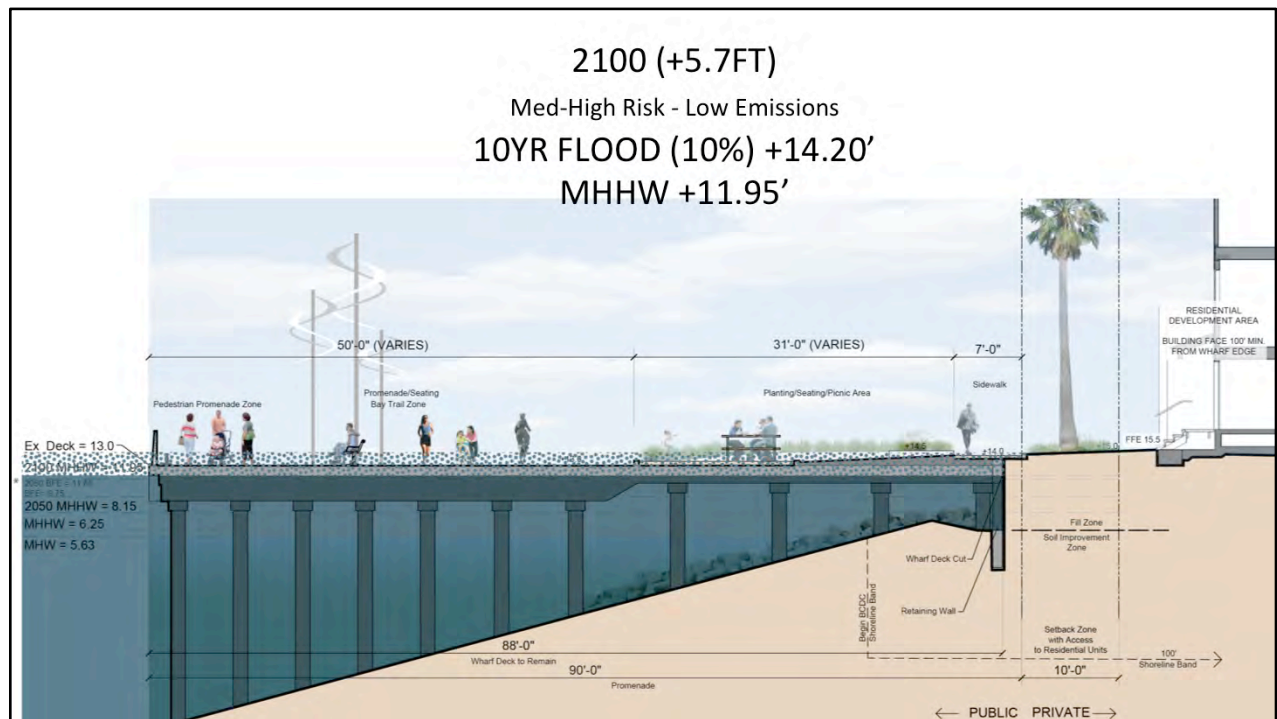 2100 (+5.7FT)
Med-High Risk - Low Emissions
10YR FLOOD (10%) +14.20’
MHHW +11.95’
RESIDENTIAL
DEVELOPMENT AREA
BUILDING FACE 100' MIN.
FROM WHARF EDGE
50'-0" (VARIES)
31'-0" (VARIES)
7'-0"
Sidewalk
Pedestrian Promenade Zone
Promenade/Seating
Bay Trail Zone
Planting/Seating/Picnic Area
Ex. Deck = 13.0
FFE 15.5
+14.0
2100 MHHW = 11.95
2050 MHHW = 8.15
MHHW = 6.25
MHW = 5.63
Fill Zone
Soil Improvement
Zone
Wharf Deck Cut
Begin BCDC
Shoreline Band
Retaining Wall
Setback Zone
with Access
to Residential Units
88'-0"
Wharf Deck to Remain
100'
Shoreline Band
90'-0"
10'-0"
Promenade
PUBLIC PRIVATE